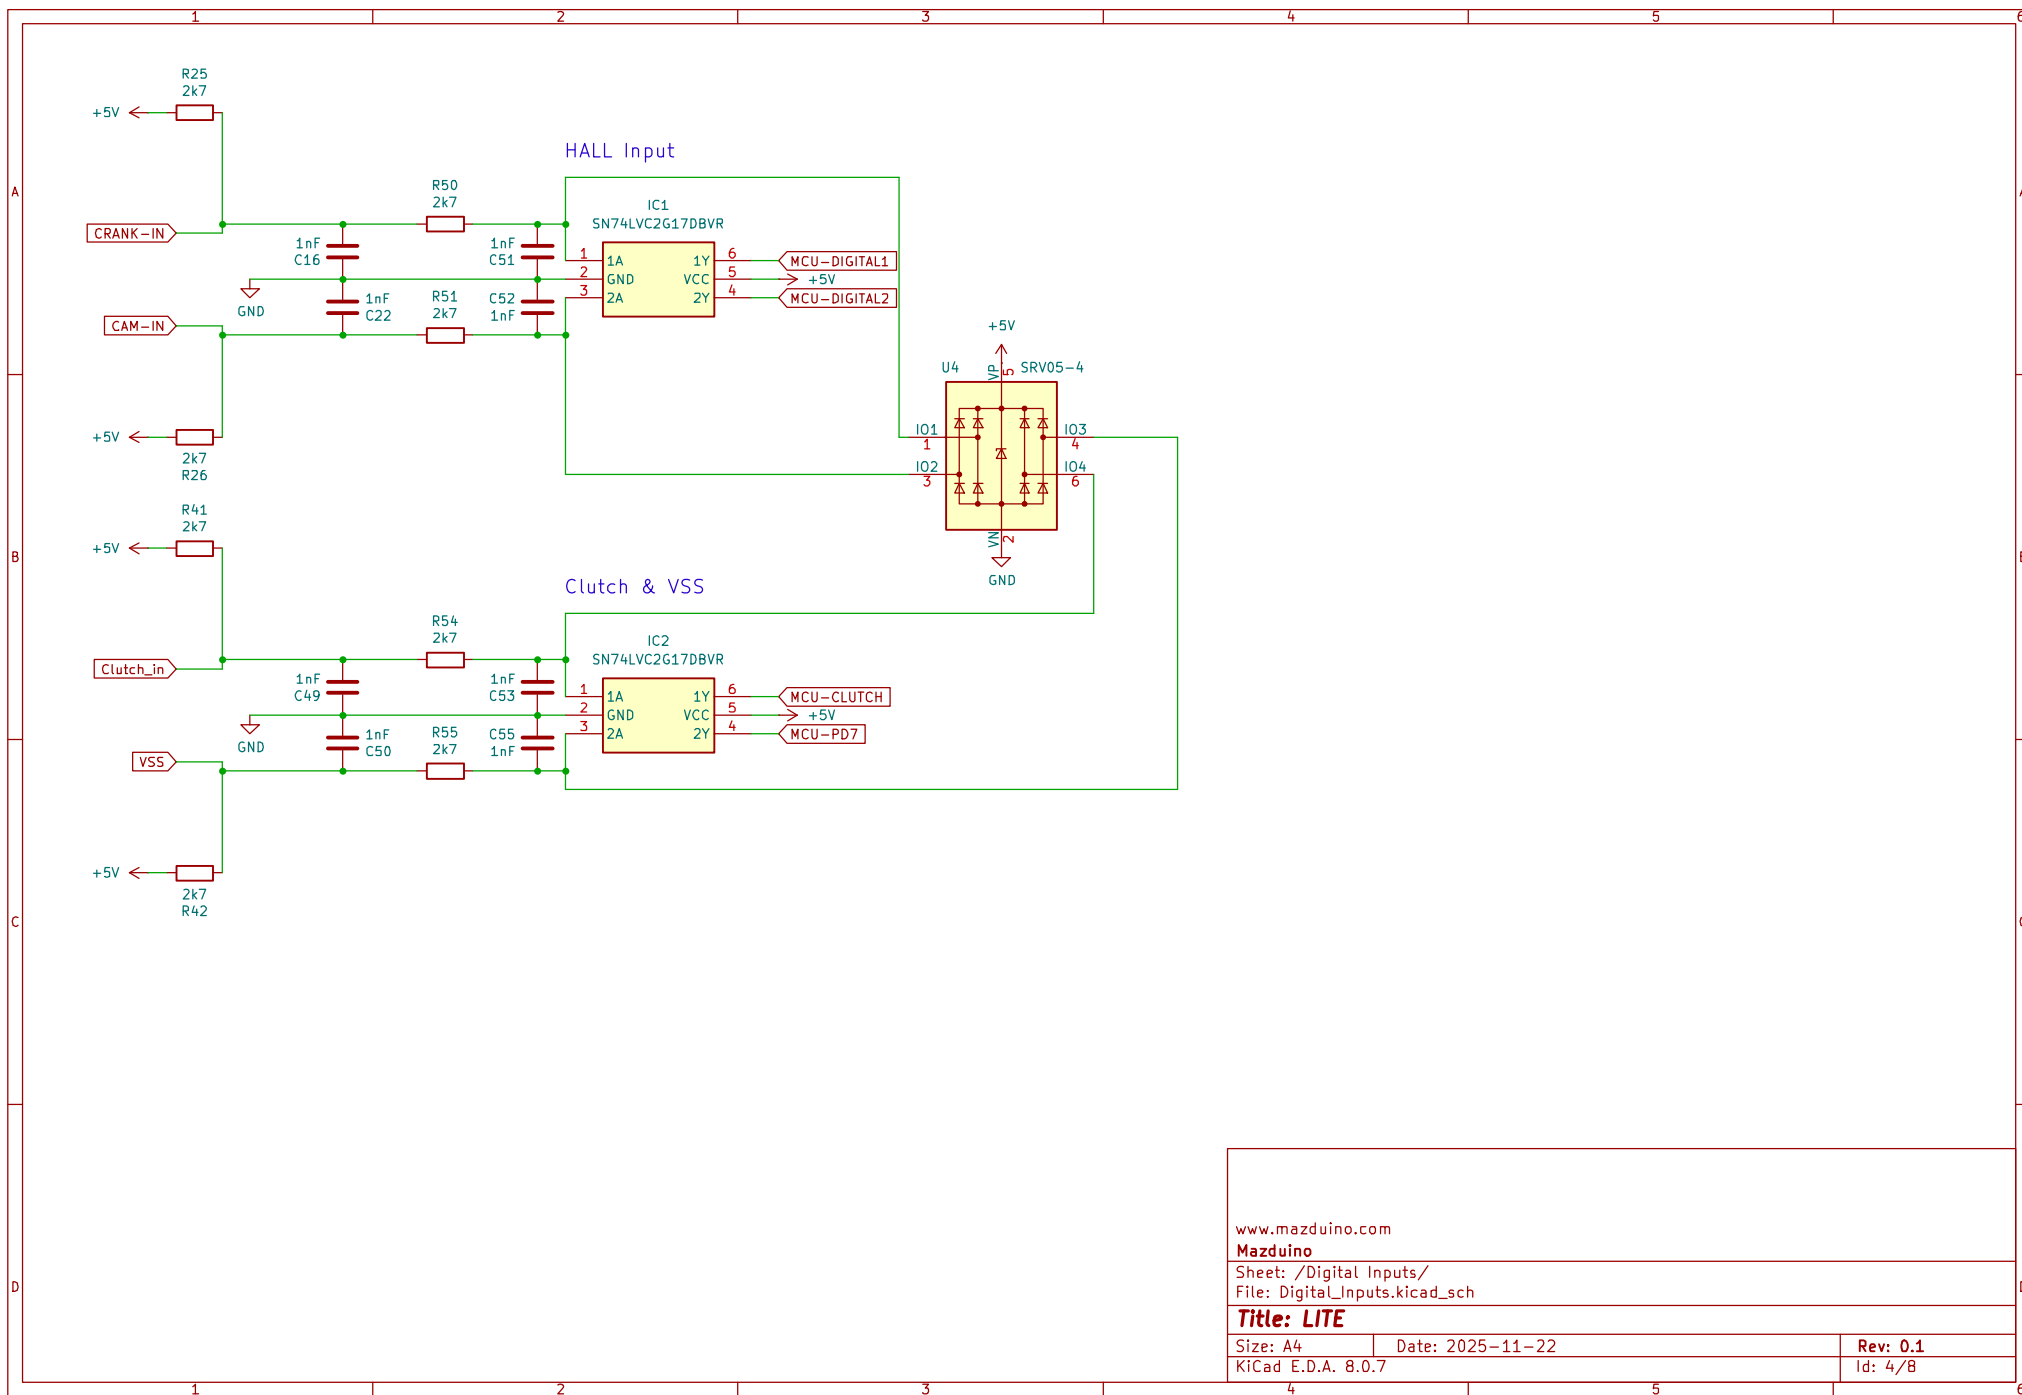 1 2 3 4 5 6
A
B
C
D
R25
2k7
+5V
HALL Input
R50
2k7
IC1
SN74LVC2G17DBVR
CRANK-IN
1nF
C16
1nF
C51
1 1A 1Y 6
MCU-DIGITAL1
2 GND VCC 5
+5V
3 2A 2Y 4
MCU-DIGITAL2
GND
1nF
C22
R51
2k7
C52
1nF
CAM-IN
+5V
2k7
R26
+5V
U4
SRV05-4
VP
5
IO1
1
IO2
3
IO3
4
IO4
6
VN
2
GND
R41
2k7
+5V
Clutch & VSS
R54
2k7
IC2
SN74LVC2G17DBVR
Clutch_in
1nF
C49
1nF
C53
1 1A 1Y 6
MCU-CLUTCH
2 GND VCC 5
+5V
3 2A 2Y 4
MCU-PD7
GND
1nF
C50
R55
2k7
C55
1nF
VSS
+5V
2k7
R42
www.mazduino.com
Mazduino
Sheet: /Digital Inputs/
File: Digital_Inputs.kicad_sch
Title: LITE
Size: A4 Date: 2025-11-22 Rev: 0.1
KiCad E.D.A. 8.0.7 Id: 4/8
1 2 3 4 5 6